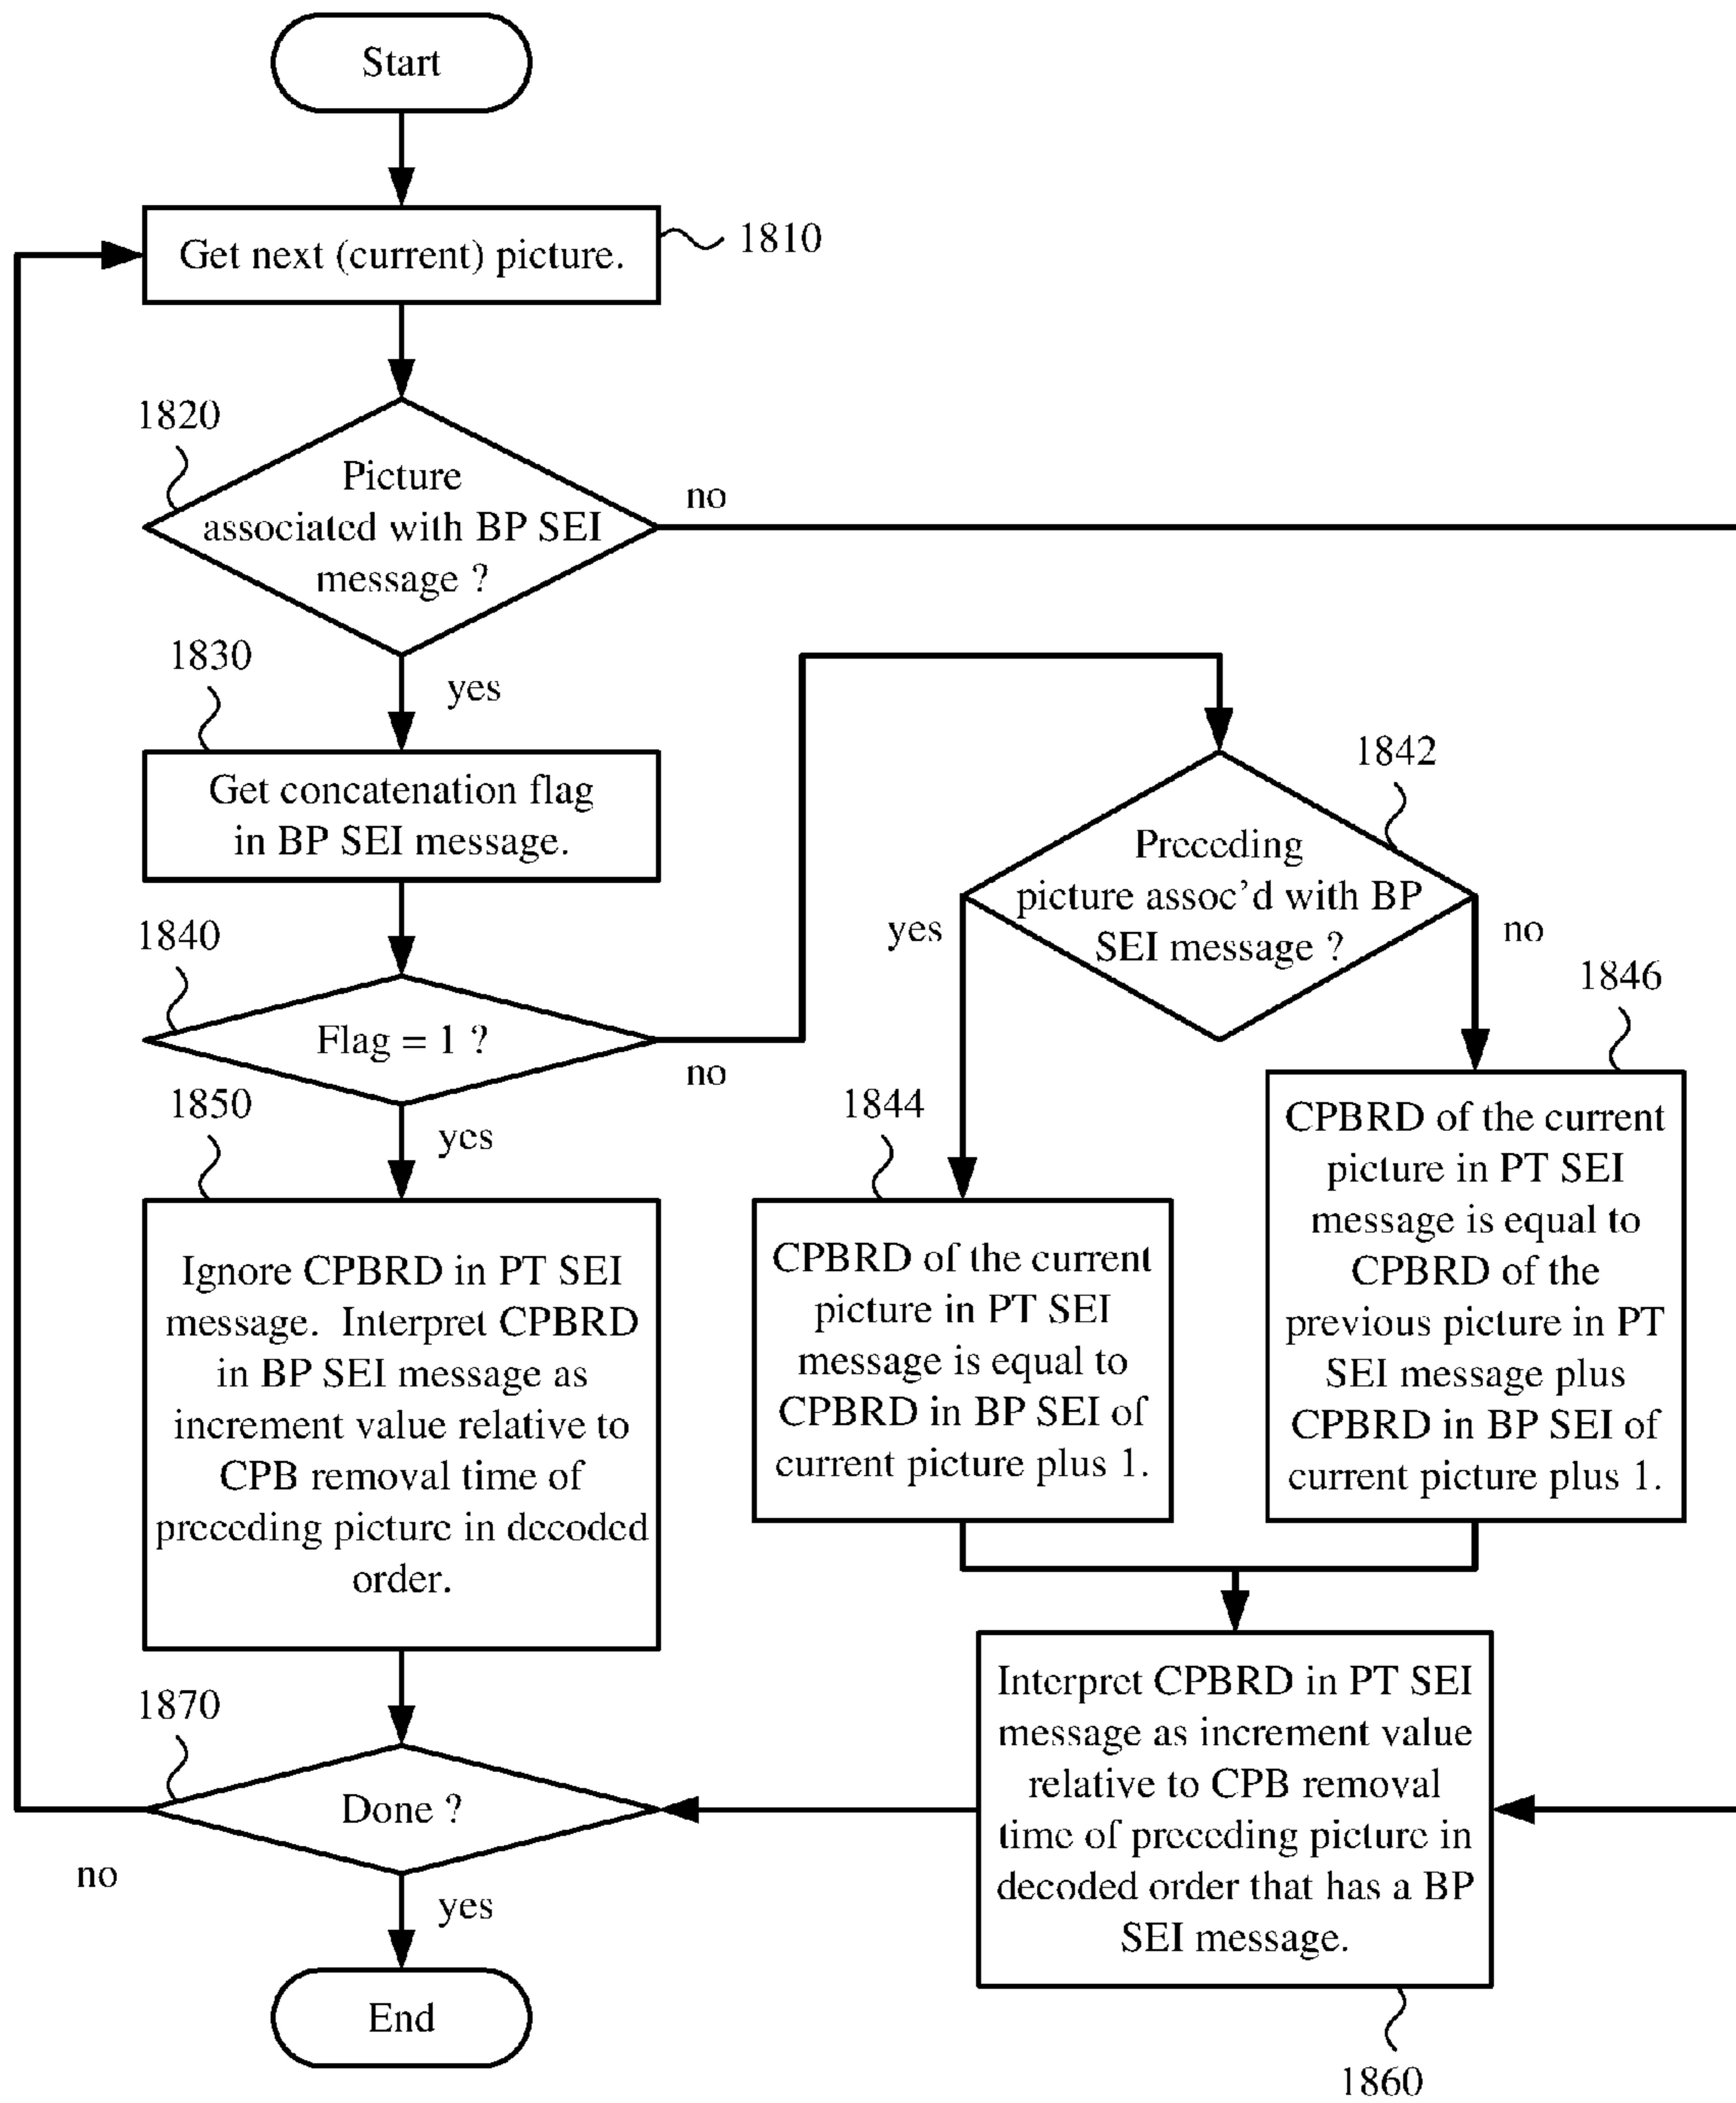 Start
Get next (current) picture.
1810
1820
Picture
associated with BP SEI
message ?
no
yes
1830
Get concatenation flag
in BP SEI message.
1840
Flag = 1 ?
no
yes
1842
Preceding
picture assoc'd with BP
SEI message ?
yes
no
1844
CPBRD of the current
picture in PT SEI
message is equal to
CPBRD in BP SEI of
current picture plus 1.
1846
CPBRD of the current
picture in PT SEI
message is equal to
CPBRD of the
previous picture in PT
SEI message plus
CPBRD in BP SEI of
current picture plus 1.
1850
Ignore CPBRD in PT SEI
message. Interpret CPBRD
in BP SEI message as
increment value relative to
CPB removal time of
preceding picture in decoded
order.
Interpret CPBRD in PT SEI
message as increment value
relative to CPB removal
time of preceding picture in
decoded order that has a BP
SEI message.
1860
1870
Done ?
no
yes
End